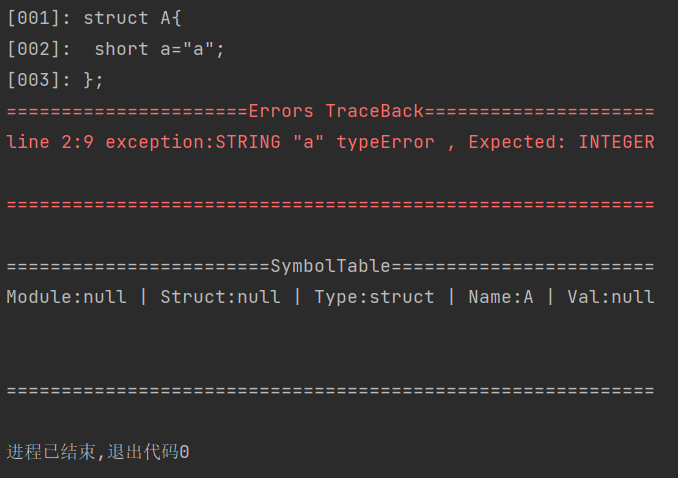 [001]: struct A{
[002]:  short a="a";
[003]: };
======================Errors TraceBack=====================
line 2:9 exception:STRING "a" typeError , Expected: INTEGER
===========================================================
========================SymbolTable========================
Module:null | Struct:null | Type:struct | Name:A | Val:null
===========================================================
进程已结束,退出代码0